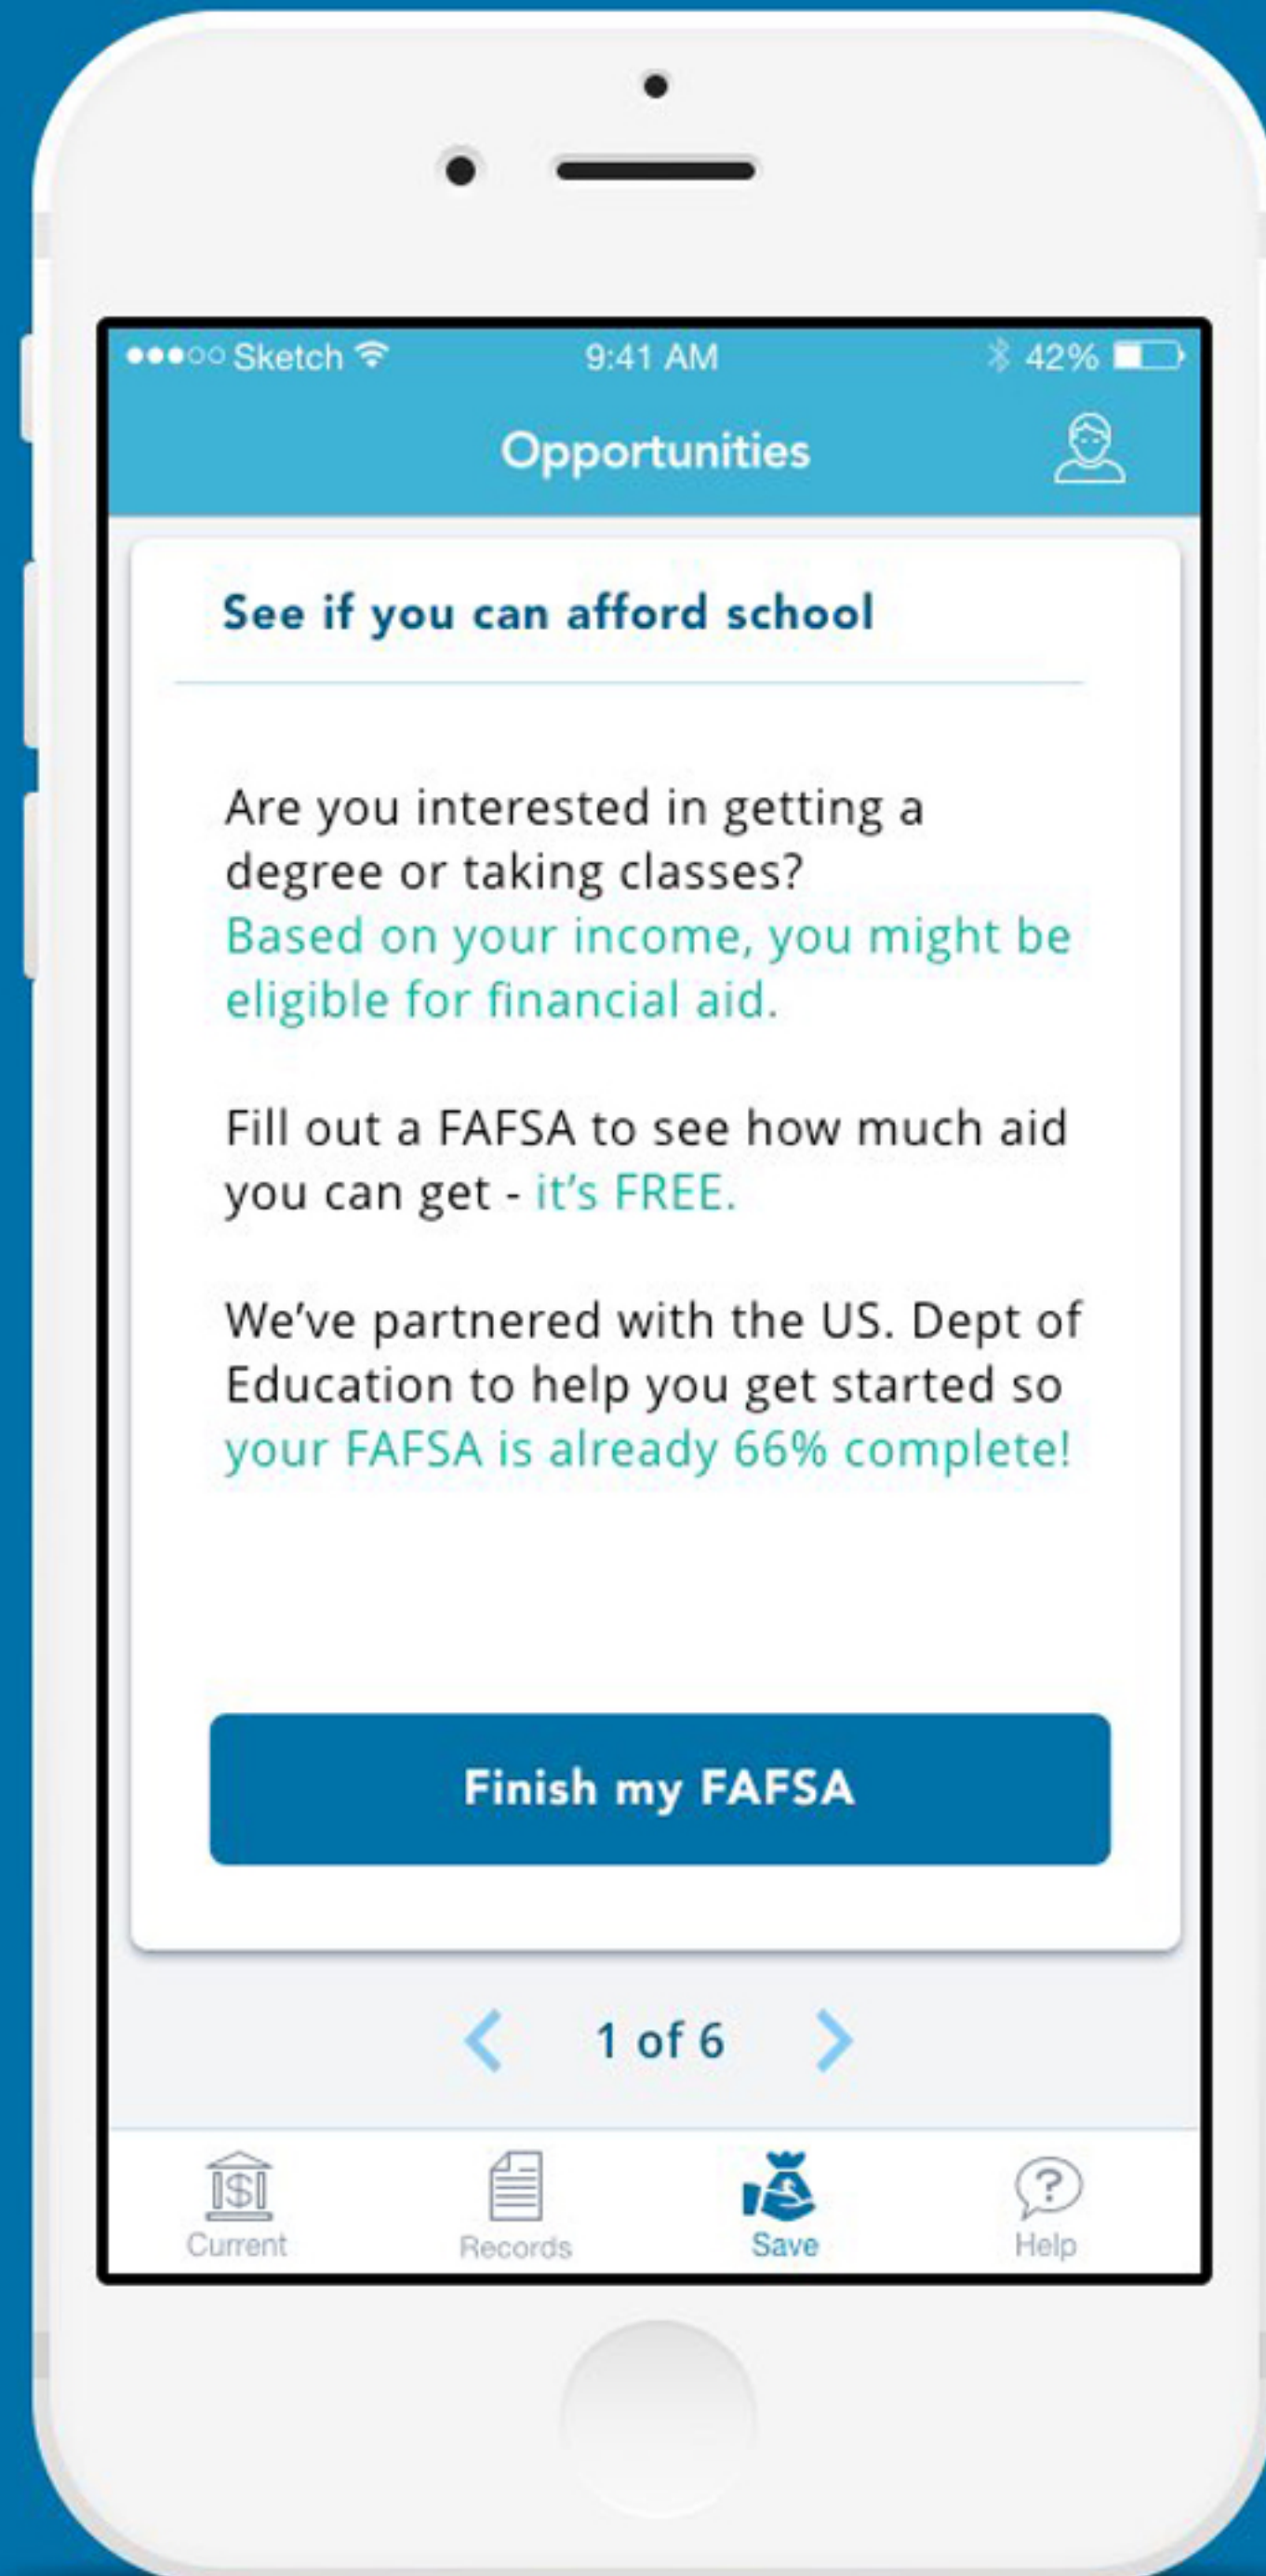 Sketch 9:41 AM 42%
Opportunities
See if you can afford school
Are you interested in getting a
degree or taking classes?
Based on your income, you might be
eligible for financial aid.
Fill out a FAFSA to see how much aid
you can get - it's FREE.
We've partnered with the US. Dept of
Education to help you get started so
your FAFSA is already 66% complete!
Finish my FAFSA
1 of 6
Current Records Save Help